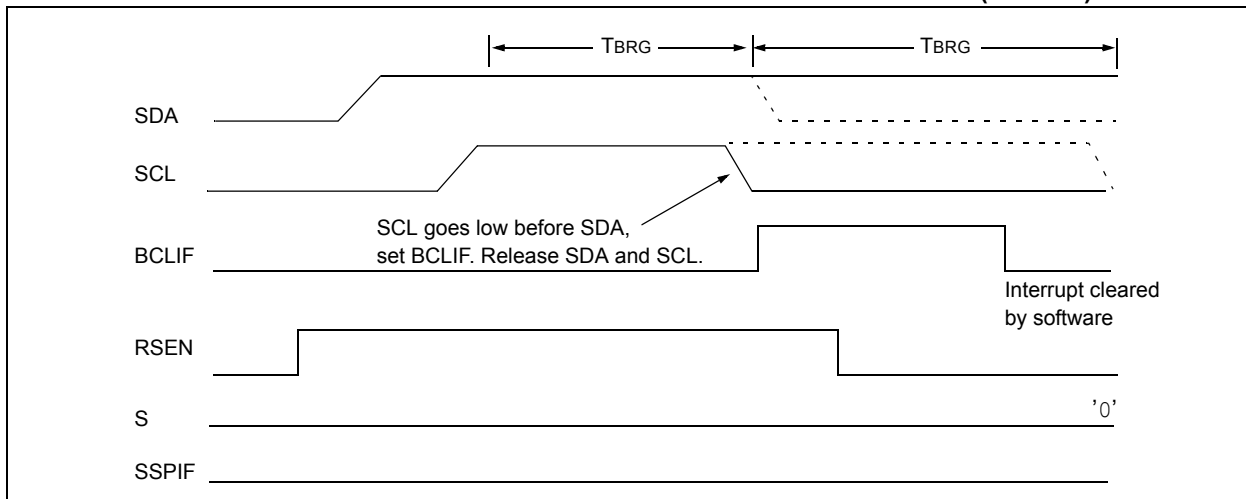 TBRG TBRG
SDA
SCL
SCL goes low before SDA,
set BCLIF. Release SDA and SCL.
BCLIF
Interrupt cleared
by software
RSEN
S
'0'
SSPIF